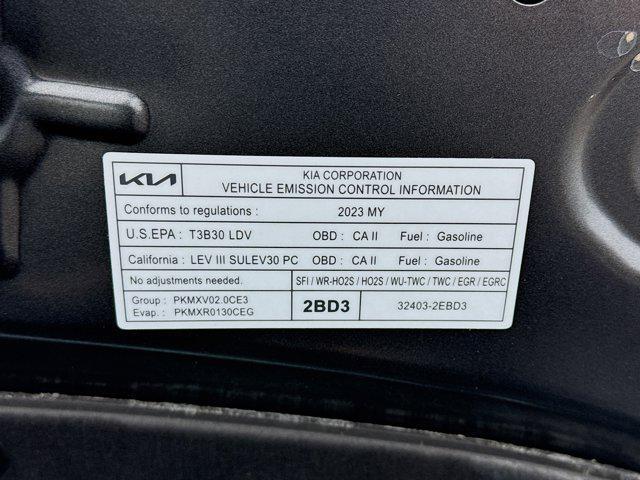 KIA
KIA CORPORATION
VEHICLE EMISSION CONTROL INFORMATION
Conforms to regulations : 2023 MY
U.S.EPA : T3B30 LDV OBD : CA II Fuel : Gasoline
California : LEV III SULEV30 PC OBD : CA II Fuel : Gasoline
No adjustments needed. SFI / WR-HO2S / HO2S / WU-TWC / TWC / EGR / EGRC
Group : PKMXV02.0CE3
Evap. : PKMXR0130CEG
2BD3
32403-2EBD3